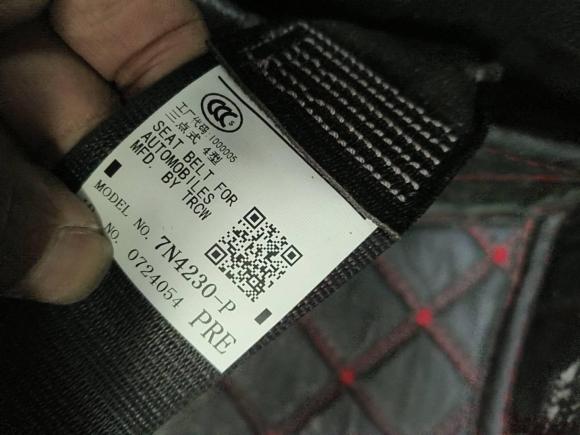 CCC S
工厂代码:1000005
三点式 4型
SEAT BELT FOR
AUTOMOBILES
MFD. BY TRCW
MODEL NO. 7N4230-P
NO. 0724054 PRE